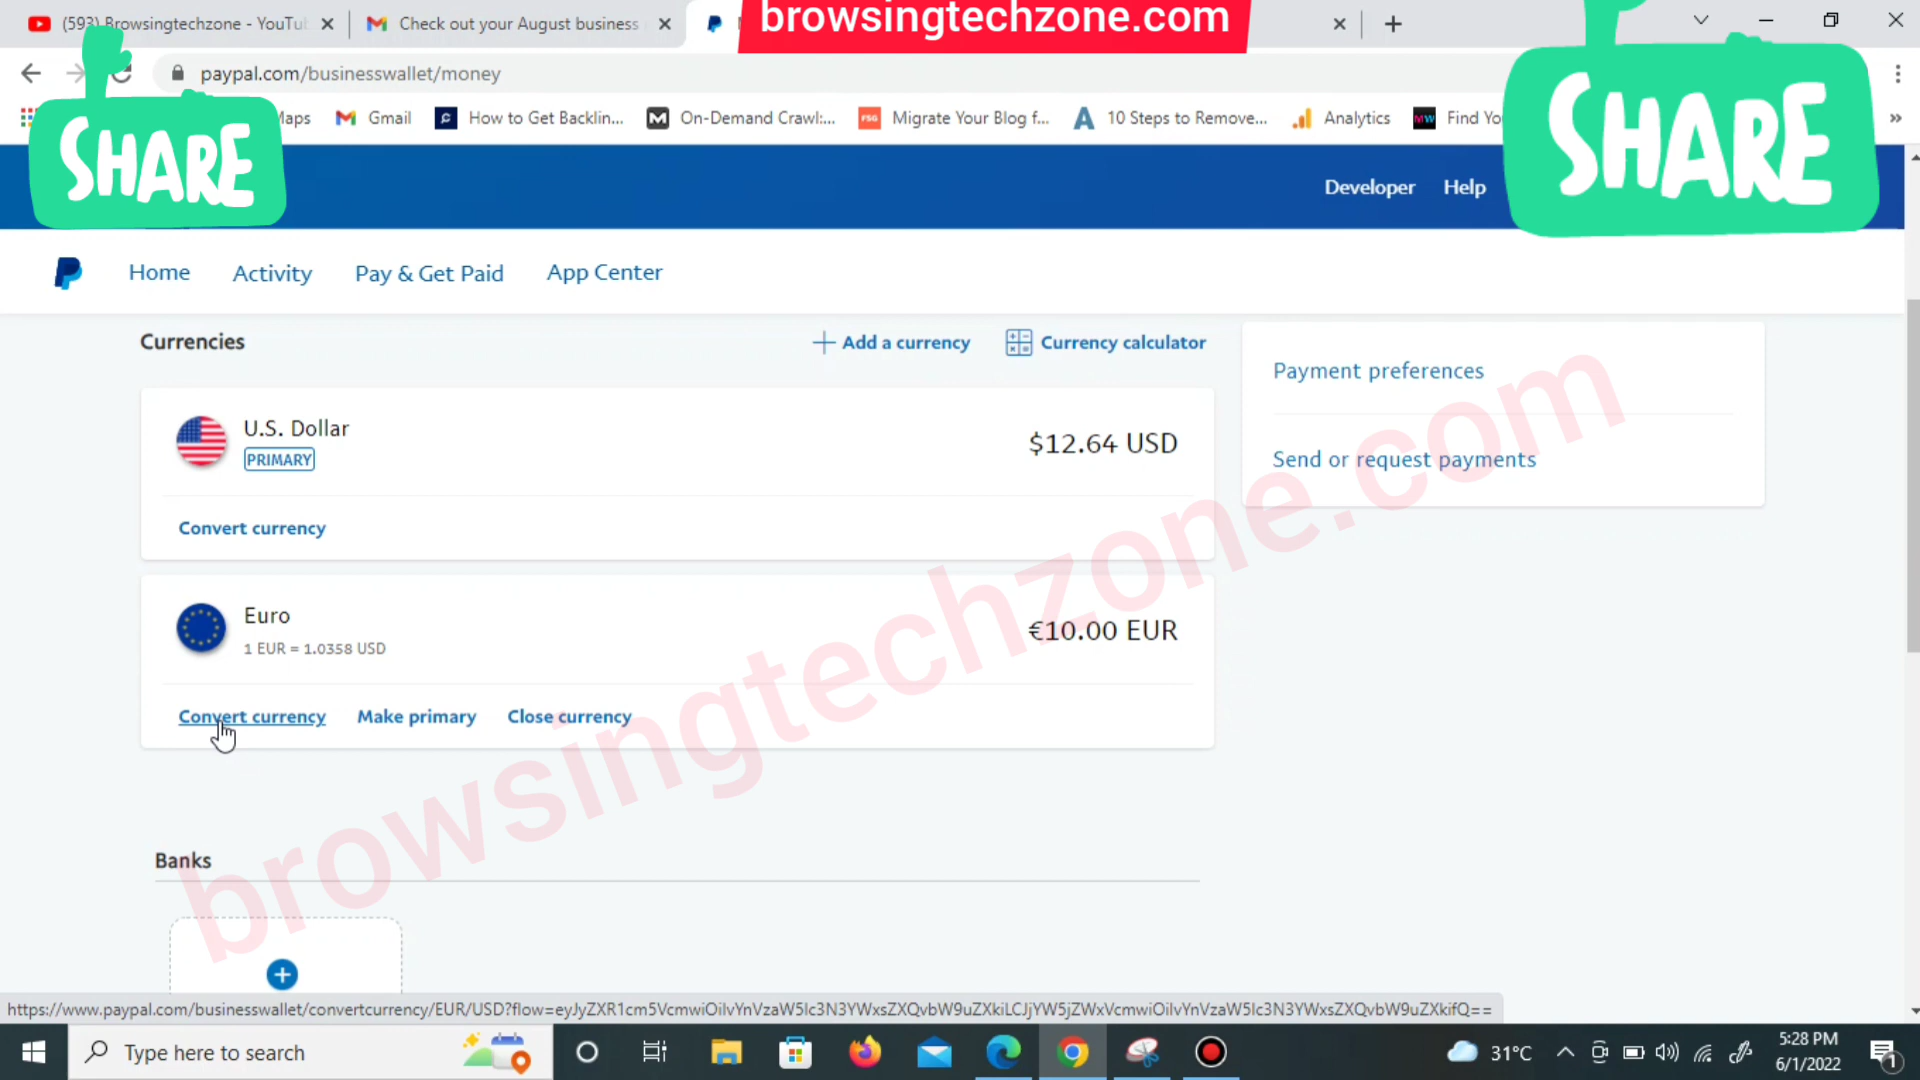 (593) Browsingtechzone - YouTu
Check out your August business
browsingtechzone.com
paypal.com/businesswallet/money
Maps
Gmail
How to Get Backlin...
On-Demand Crawl:...
FSG
Migrate Your Blog f...
10 Steps to Remove...
Analytics
MW
Find Yo
SHARE
SHARE
Developer
Help
Home
Activity
Pay & Get Paid
App Center
Currencies
Add a currency
Currency calculator
U.S. Dollar
PRIMARY
$12.64 USD
Convert currency
Euro
1 EUR = 1.0358 USD
€10.00 EUR
Convert currency
Make primary
Close currency
Payment preferences
Send or request payments
browsingtechzone.com
Banks
https://www.paypal.com/businesswallet/convertcurrency/EUR/USD?flow=eyJyZXR1cm5VcmwiOiIvYnVzaW5lc3N3YWxsZXQvbW9uZXkiLCJjYW5jZWxVcmwiOiIvYnVzaW5lc3N3YWxsZXQvbW9uZXkifQ==
Type here to search
31°C
5:28 PM
6/1/2022
1